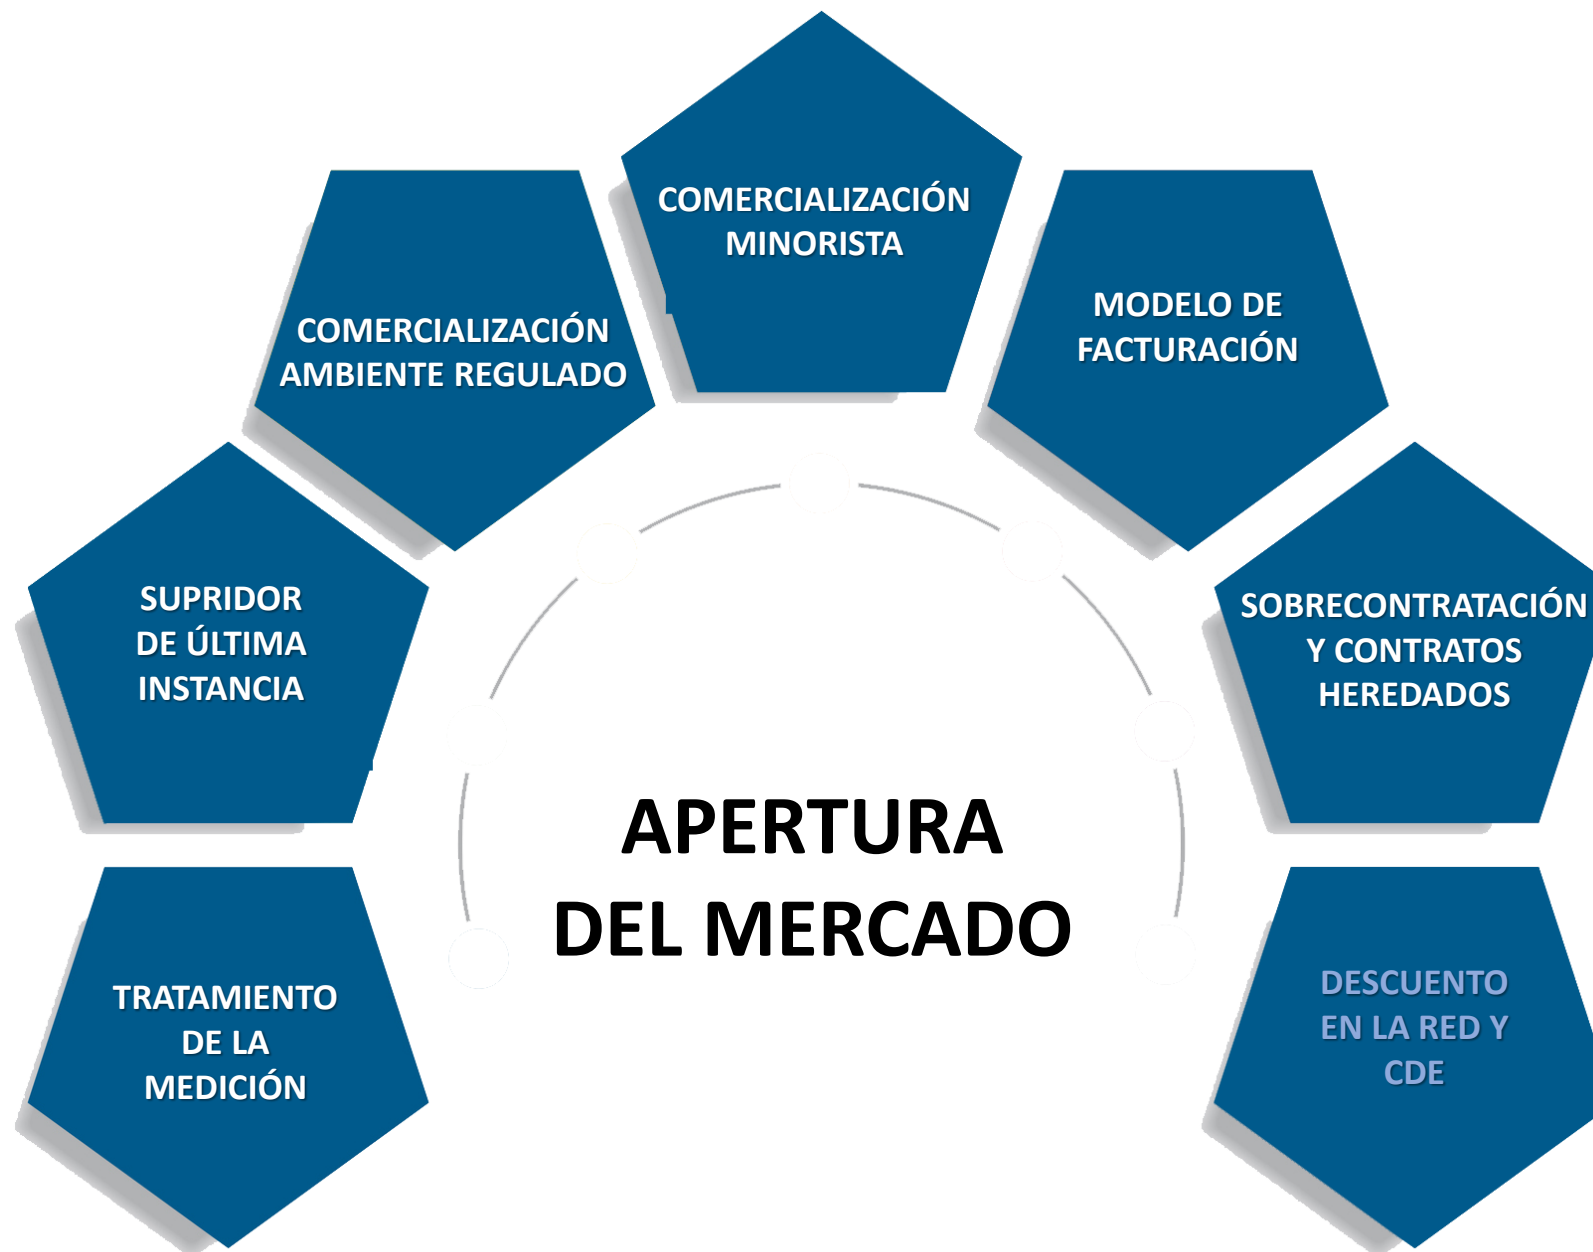 COMERCIALIZACIÓN
MINORISTA
COMERCIALIZACIÓN
AMBIENTE REGULADO
MODELO DE
FACTURACIÓN
SUPRIDOR
DE ÚLTIMA
INSTANCIA
SOBRECONTRATACIÓN
Y CONTRATOS
HEREDADOS
APERTURA
DEL MERCADO
TRATAMIENTO
DE LA
MEDICIÓN
DESCUENTO
EN LA RED Y
CDE